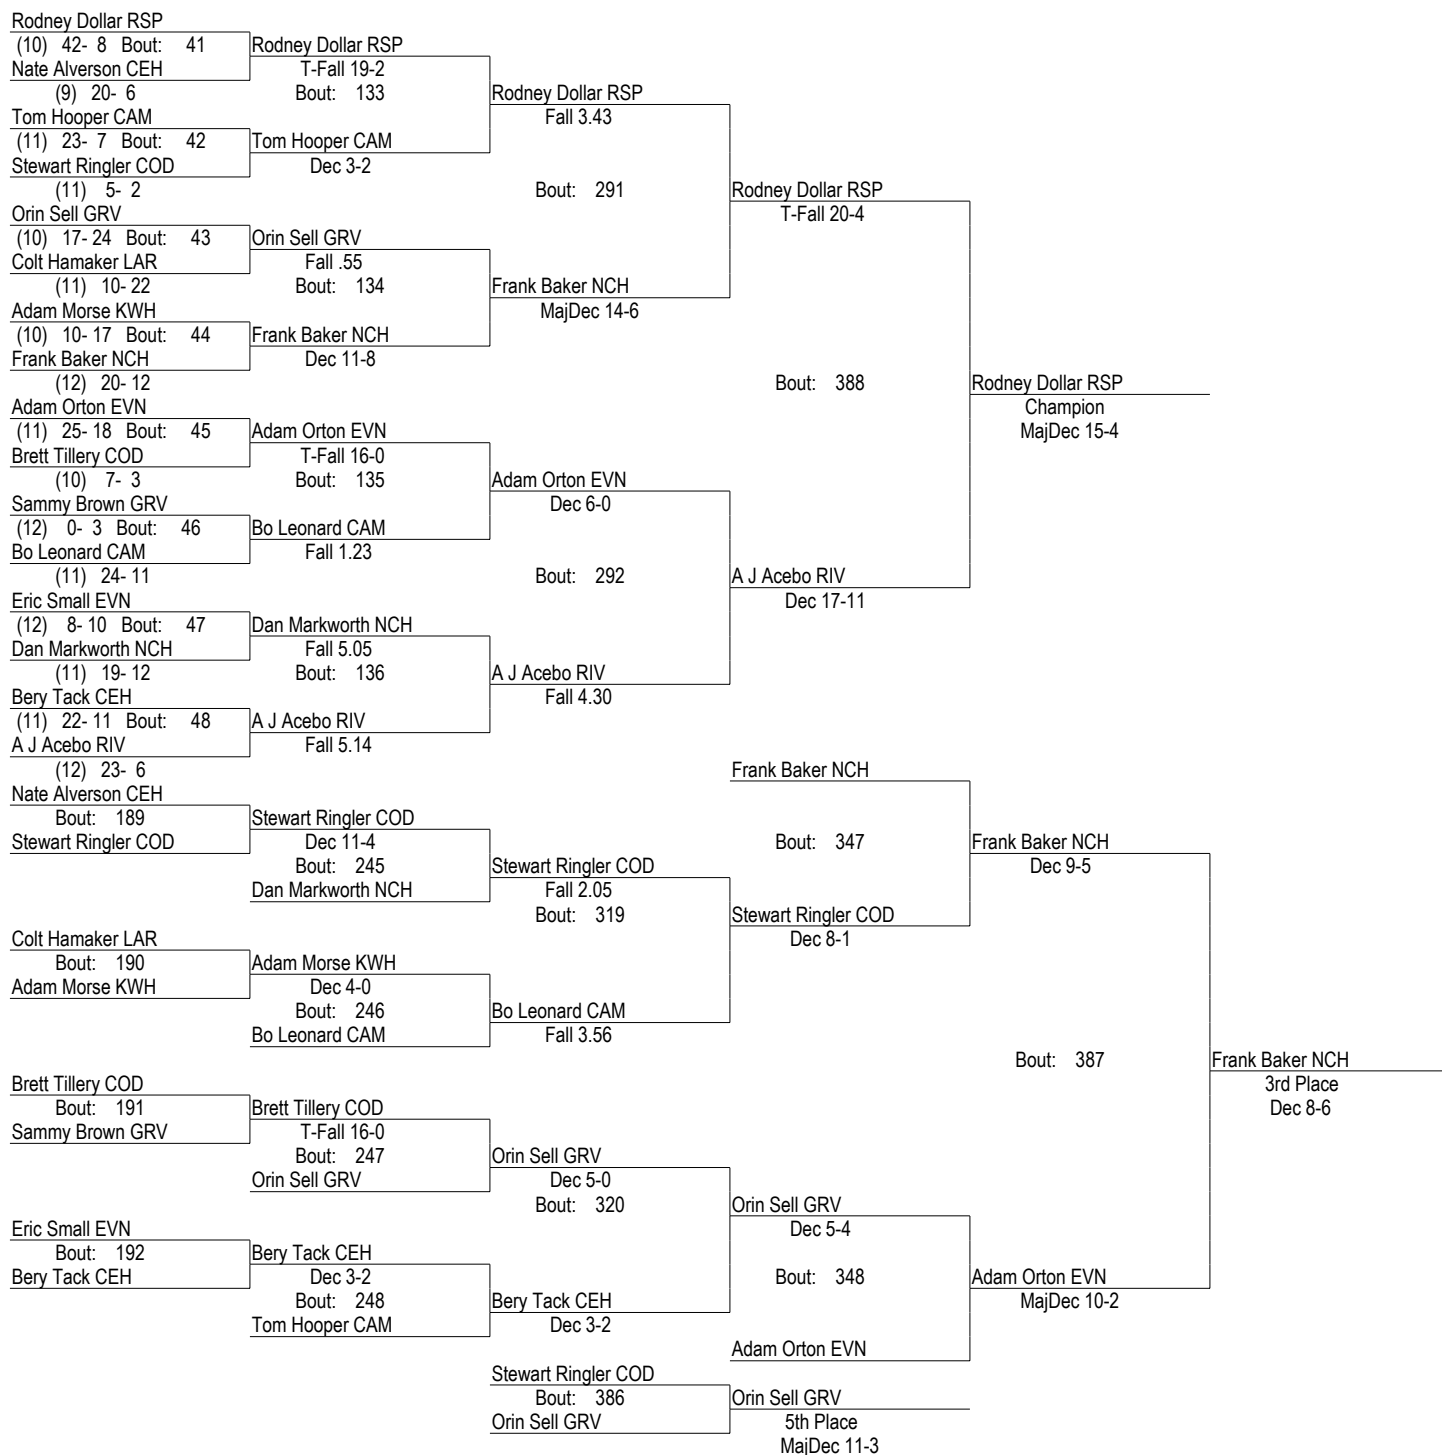 Rodney Dollar RSP
(10) 42- 8 Bout: 41
Rodney Dollar RSP
Nate Alverson CEH
T-Fall 19-2
(9) 20- 6
Bout: 133
Rodney Dollar RSP
Tom Hooper CAM
Fall 3.43
(11) 23- 7 Bout: 42
Tom Hooper CAM
Stewart Ringler COD
Dec 3-2
(11) 5- 2
Bout: 291
Rodney Dollar RSP
Orin Sell GRV
T-Fall 20-4
(10) 17- 24 Bout: 43
Orin Sell GRV
Colt Hamaker LAR
Fall .55
(11) 10- 22
Bout: 134
Frank Baker NCH
Adam Morse KWH
MajDec 14-6
(10) 10- 17 Bout: 44
Frank Baker NCH
Frank Baker NCH
Dec 11-8
(12) 20- 12
Bout: 388
Rodney Dollar RSP
Adam Orton EVN
Champion
(11) 25- 18 Bout: 45
Adam Orton EVN
MajDec 15-4
Brett Tillery COD
T-Fall 16-0
(10) 7- 3
Bout: 135
Adam Orton EVN
Sammy Brown GRV
Dec 6-0
(12) 0- 3 Bout: 46
Bo Leonard CAM
Bo Leonard CAM
Fall 1.23
(11) 24- 11
Bout: 292
A J Acebo RIV
Eric Small EVN
Dec 17-11
(12) 8- 10 Bout: 47
Dan Markworth NCH
Dan Markworth NCH
Fall 5.05
(11) 19- 12
Bout: 136
A J Acebo RIV
Bery Tack CEH
Fall 4.30
(11) 22- 11 Bout: 48
A J Acebo RIV
A J Acebo RIV
Fall 5.14
(12) 23- 6
Frank Baker NCH
Nate Alverson CEH
Bout: 189
Stewart Ringler COD
Stewart Ringler COD
Dec 11-4
Bout: 347
Frank Baker NCH
Bout: 245
Stewart Ringler COD
Dec 9-5
Dan Markworth NCH
Fall 2.05
Bout: 319
Stewart Ringler COD
Colt Hamaker LAR
Dec 8-1
Bout: 190
Adam Morse KWH
Adam Morse KWH
Dec 4-0
Bout: 246
Bo Leonard CAM
Bo Leonard CAM
Fall 3.56
Bout: 387
Frank Baker NCH
Brett Tillery COD
3rd Place
Bout: 191
Brett Tillery COD
Dec 8-6
Sammy Brown GRV
T-Fall 16-0
Bout: 247
Orin Sell GRV
Orin Sell GRV
Dec 5-0
Bout: 320
Orin Sell GRV
Eric Small EVN
Dec 5-4
Bout: 192
Bery Tack CEH
Bery Tack CEH
Dec 3-2
Bout: 348
Adam Orton EVN
Bout: 248
Bery Tack CEH
MajDec 10-2
Tom Hooper CAM
Dec 3-2
Adam Orton EVN
Stewart Ringler COD
Bout: 386
Orin Sell GRV
Orin Sell GRV
5th Place
MajDec 11-3